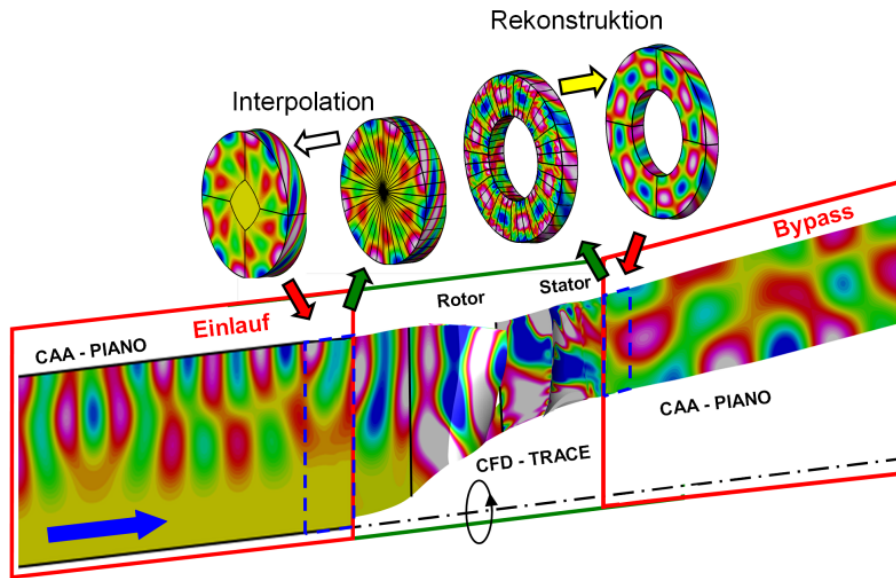 Rekonstruktion
Interpolation
Bypass
Rotor
Stator
Einlauf
CAA - PIANO
CAA - PIANO
CFD - TRACE